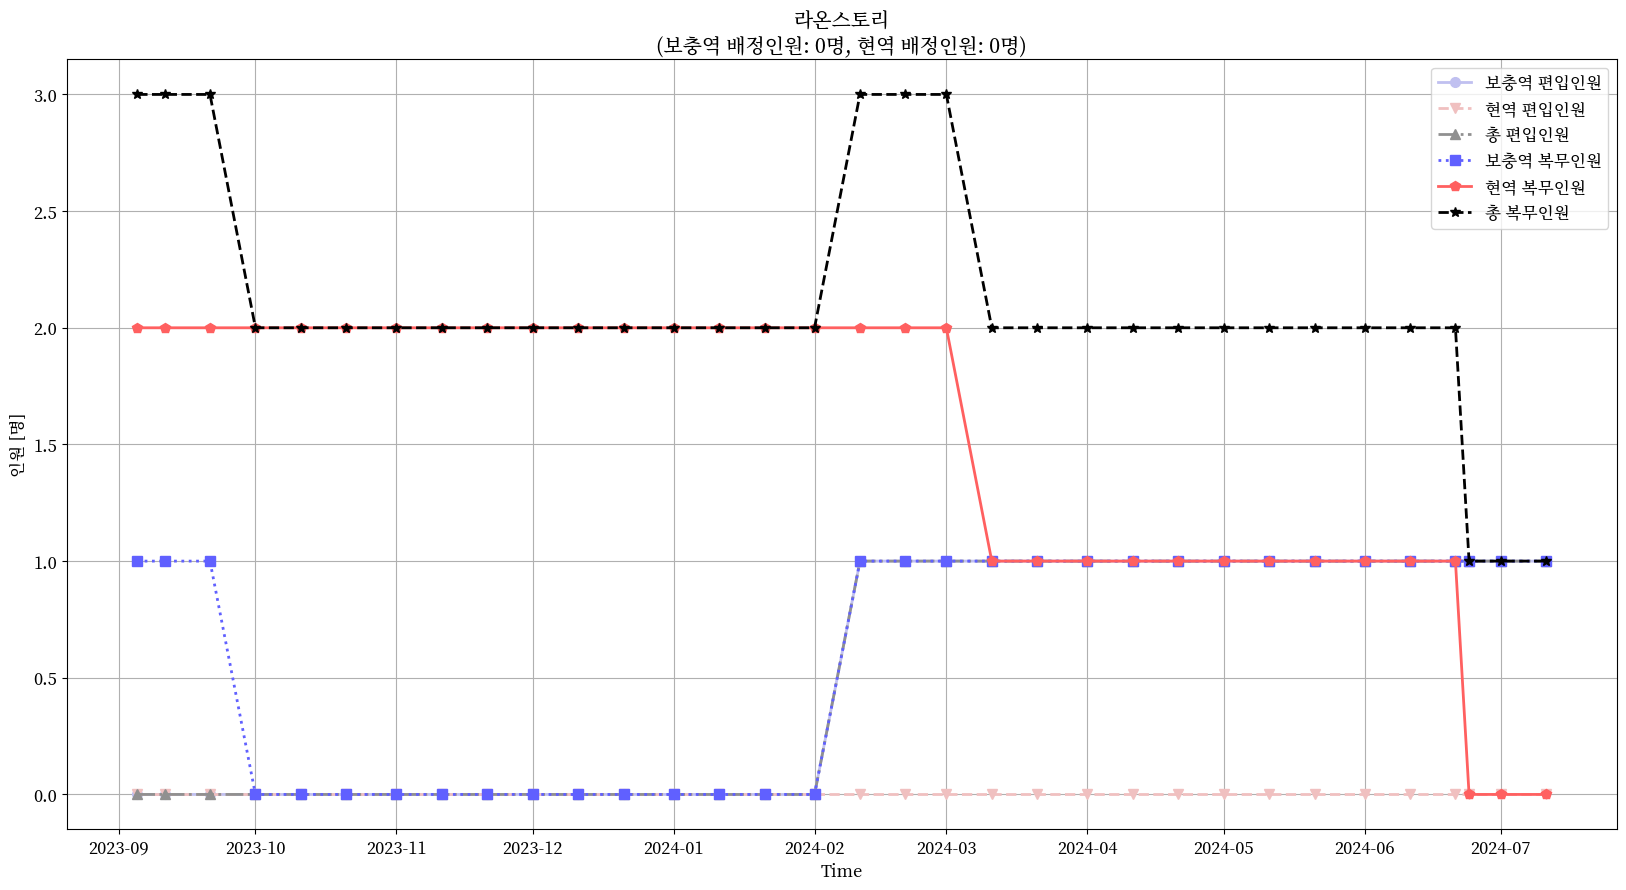 라온스토리
(보충역 배정인원: 0명, 현역 배정인원: 0명)
보충역 편입인원
현역 편입인원
총 편입인원
보충역 복무인원
현역 복무인원
총 복무인원
인원 [명]
3.0
2.5
2.0
1.5
1.0
0.5
0.0
2023-09 2023-10 2023-11 2023-12 2024-01 2024-02 2024-03 2024-04 2024-05 2024-06 2024-07
Time